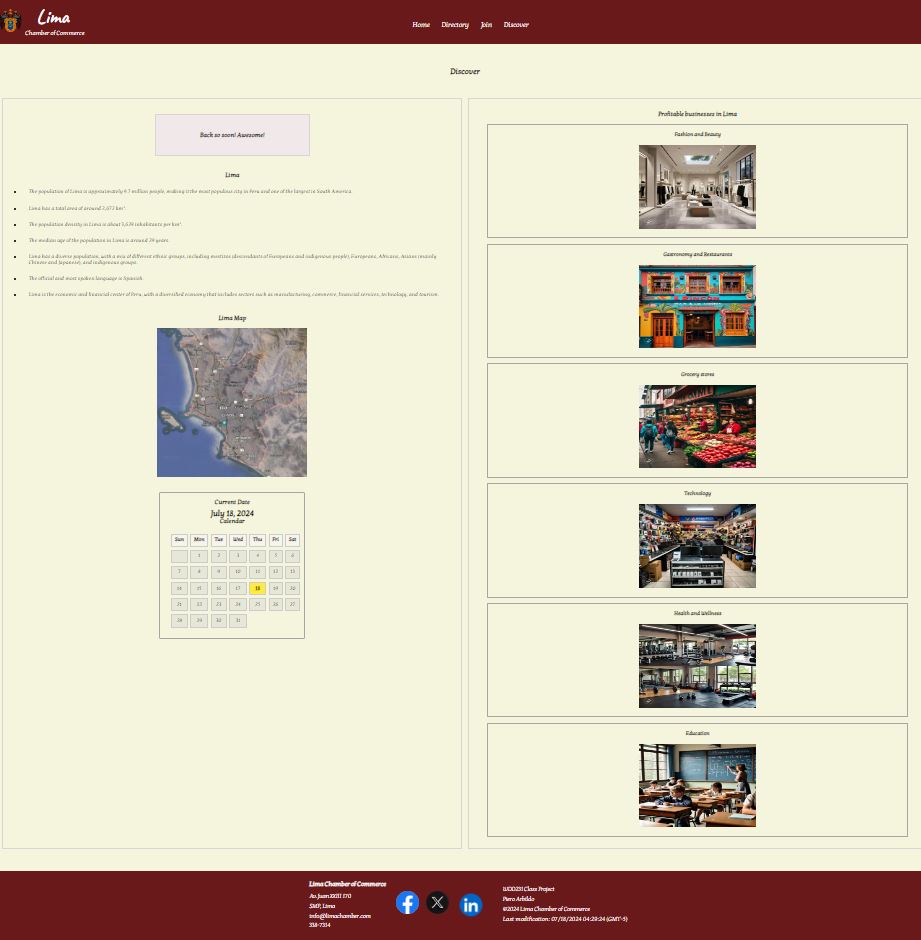 Lima
Chamber of Commerce
Home Directory Join Discover
Discover
Back so soon! Awesome!
Lima
The population of Lima is approximately 9.7 million people, making it the most populous city in Peru and one of the largest in South America.
Lima has a total area of around 2,672 km².
The population density in Lima is about 3,639 inhabitants per km².
The median age of the population in Lima is around 39 years.
Lima has a diverse population, with a mix of different ethnic groups, including mestizos (descendants of Europeans and indigenous people), Europeans, Africans, Asians (mainly
Chinese and Japanese), and indigenous groups.
The official and most spoken language is Spanish.
Lima is the economic and financial center of Peru, with a diversified economy that includes sectors such as manufacturing, commerce, financial services, technology, and tourism.
Lima Map
Current Date
July 18, 2024
Calendar
Sun Mon Tue Wed Thu Fri Sat
1 2 3 4 5 6
7 8 9 10 11 12 13
14 15 16 17 18 19 20
21 22 23 24 25 26 27
28 29 30 31
Profitable businesses in Lima
Fashion and Beauty
Gastronomy and Restaurants
Grocery stores
Technology
Health and Wellness
Education
Lima Chamber of Commerce
Av. Juan XXIII 170
SMP, Lima
info@limachamber.com
338-7314
WDD231 Class Project
Piero Arbildo
©2024 Lima Chamber of Commerce
Last modification: 07/18/2024 04:29:24 (GMT-5)